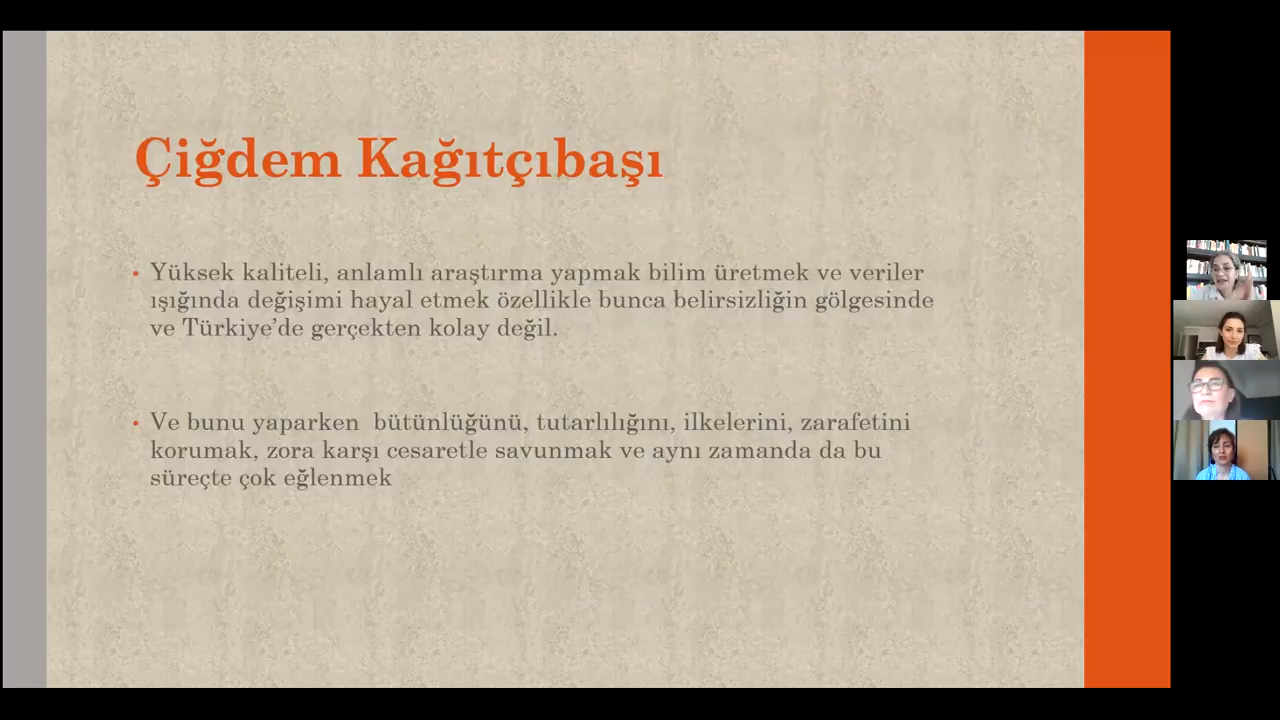 Çiğdem Kağıtçıbaşı
• Yüksek kaliteli, anlamlı araştırma yapmak bilim üretmek ve veriler
ışığında değişimi hayal etmek özellikle bunca belirsizliğin gölgesinde
ve Türkiye’de gerçekten kolay değil.
• Ve bunu yaparken  bütünlüğünü, tutarlılığını, ilkelerini, zarafetini
korumak, zora karşı cesaretle savunmak ve aynı zamanda da bu
süreçte çok eğlenmek